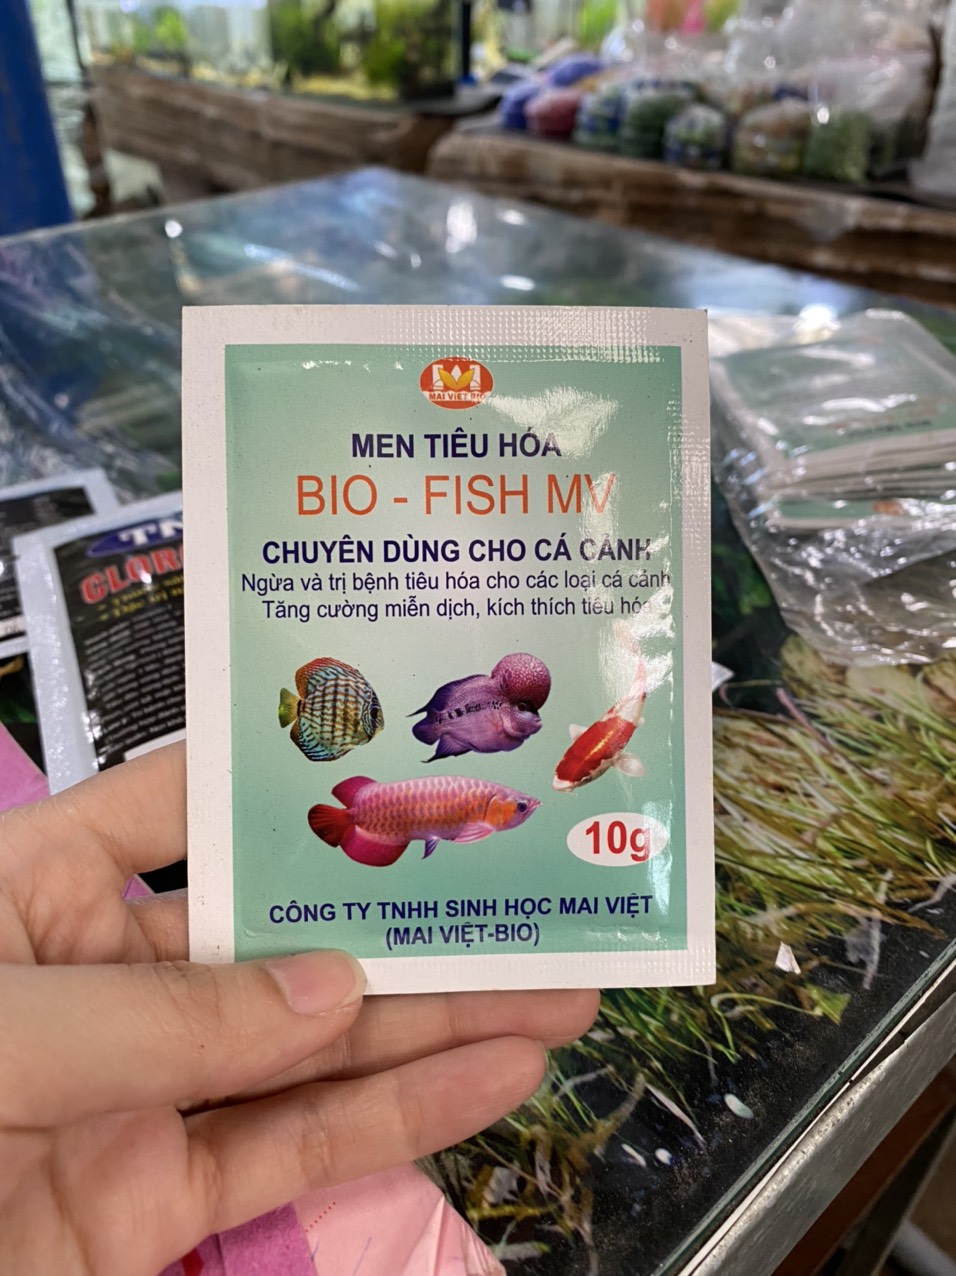 MAI VIET BIO
MEN TIÊU HÓA
BIO - FISH MV
CHUYÊN DÙNG CHO CÁ CẢNH
Ngừa và trị bệnh tiêu hóa cho các loại cá cảnh
Tăng cường miễn dịch, kích thích tiêu hóa
10g
CÔNG TY TNHH SINH HỌC MAI VIỆT
(MAI VIỆT-BIO)